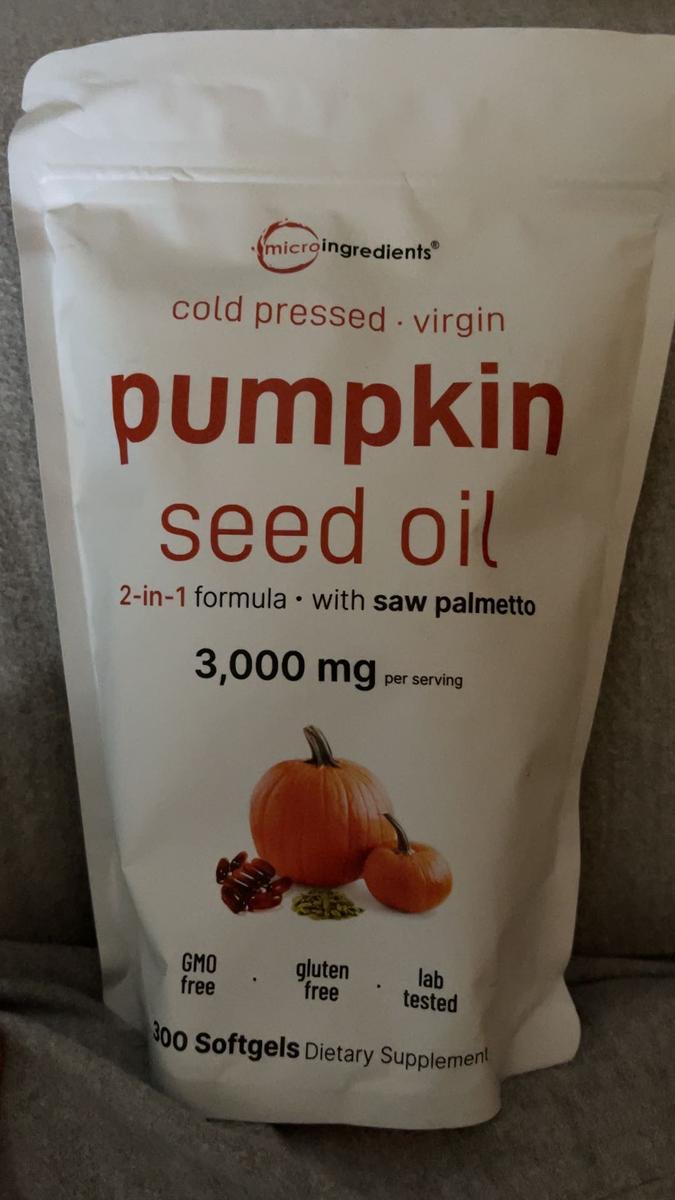 microingredients®
cold pressed · virgin
pumpkin
seed oil
2-in-1 formula • with saw palmetto
3,000 mg per serving
GMO free · gluten free · lab tested
300 Softgels Dietary Supplement